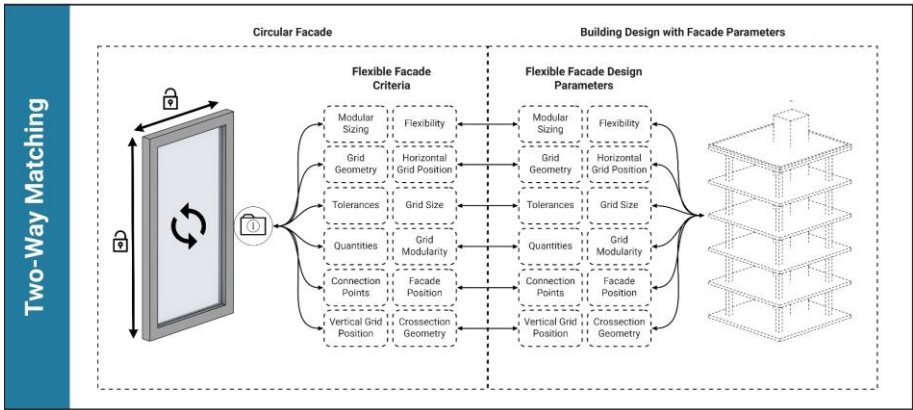 Two-Way Matching
Circular Facade
Building Design with Facade Parameters
Flexible Facade
Criteria
Flexible Facade Design
Parameters
Modular
Sizing
Flexibility
Modular
Sizing
Flexibility
Grid
Geometry
Horizontal
Grid Position
Grid
Geometry
Horizontal
Grid Position
Tolerances
Grid Size
Tolerances
Grid Size
Quantities
Grid
Modularity
Quantities
Grid
Modularity
Connection
Points
Facade
Position
Connection
Points
Facade
Position
Vertical Grid
Position
Crossection
Geometry
Vertical Grid
Position
Crossection
Geometry